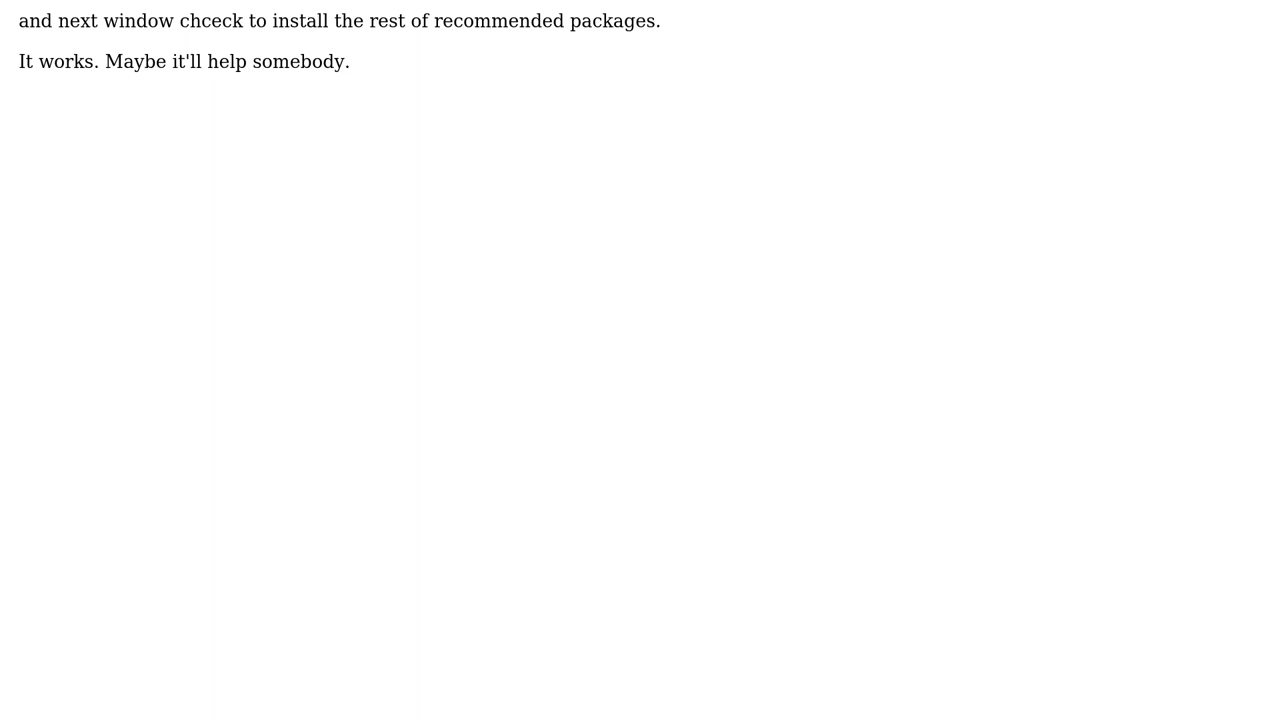 and next window chceck to install the rest of recommended packages.
It works. Maybe it'll help somebody.